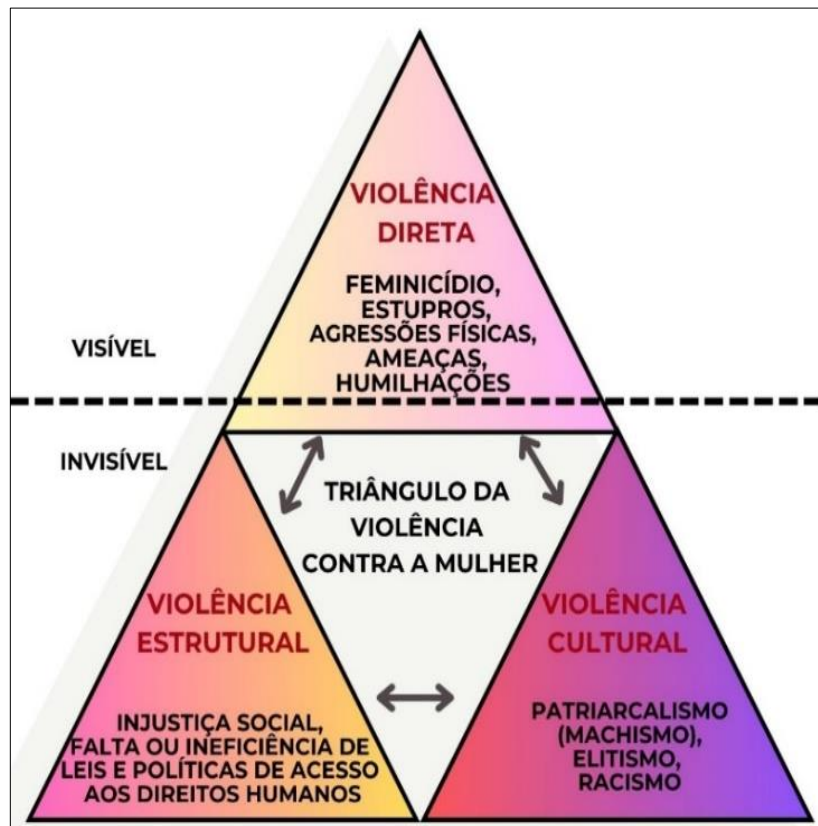 VIOLÊNCIA
DIRETA
FEMINICÍDIO,
ESTUPROS,
AGRESSÕES FÍSICAS,
AMEAÇAS,
HUMILHAÇÕES
VISÍVEL
INVISÍVEL
TRIÂNGULO DA
VIOLÊNCIA
CONTRA A MULHER
VIOLÊNCIA
ESTRUTURAL
INJUSTIÇA SOCIAL,
FALTA OU INEFICIÊNCIA DE
LEIS E POLÍTICAS DE ACESSO
AOS DIREITOS HUMANOS
VIOLÊNCIA
CULTURAL
PATRIARCALISMO
(MACHISMO),
ELITISMO,
RACISMO